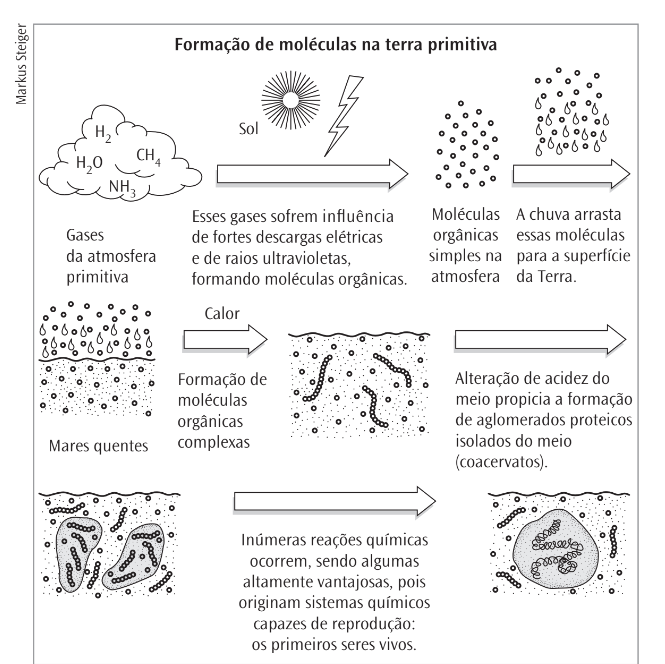 Markus Steiger
Formação de moléculas na terra primitiva
Sol
H2
H2O
CH4
NH3
Gases
da atmosfera
primitiva
Esses gases sofrem influência
de fortes descargas elétricas
e de raios ultravioletas,
formando moléculas orgânicas.
Moléculas
orgânicas
simples na
atmosfera
A chuva arrasta
essas moléculas
para a superfície
da Terra.
Mares quentes
Calor
Formação de
moléculas
orgânicas
complexas
Alteração de acidez do
meio propicia a formação
de aglomerados proteicos
isolados do meio
(coacervatos).
Inúmeras reações químicas
ocorrem, sendo algumas
altamente vantajosas, pois
originam sistemas químicos
capazes de reprodução:
os primeiros seres vivos.